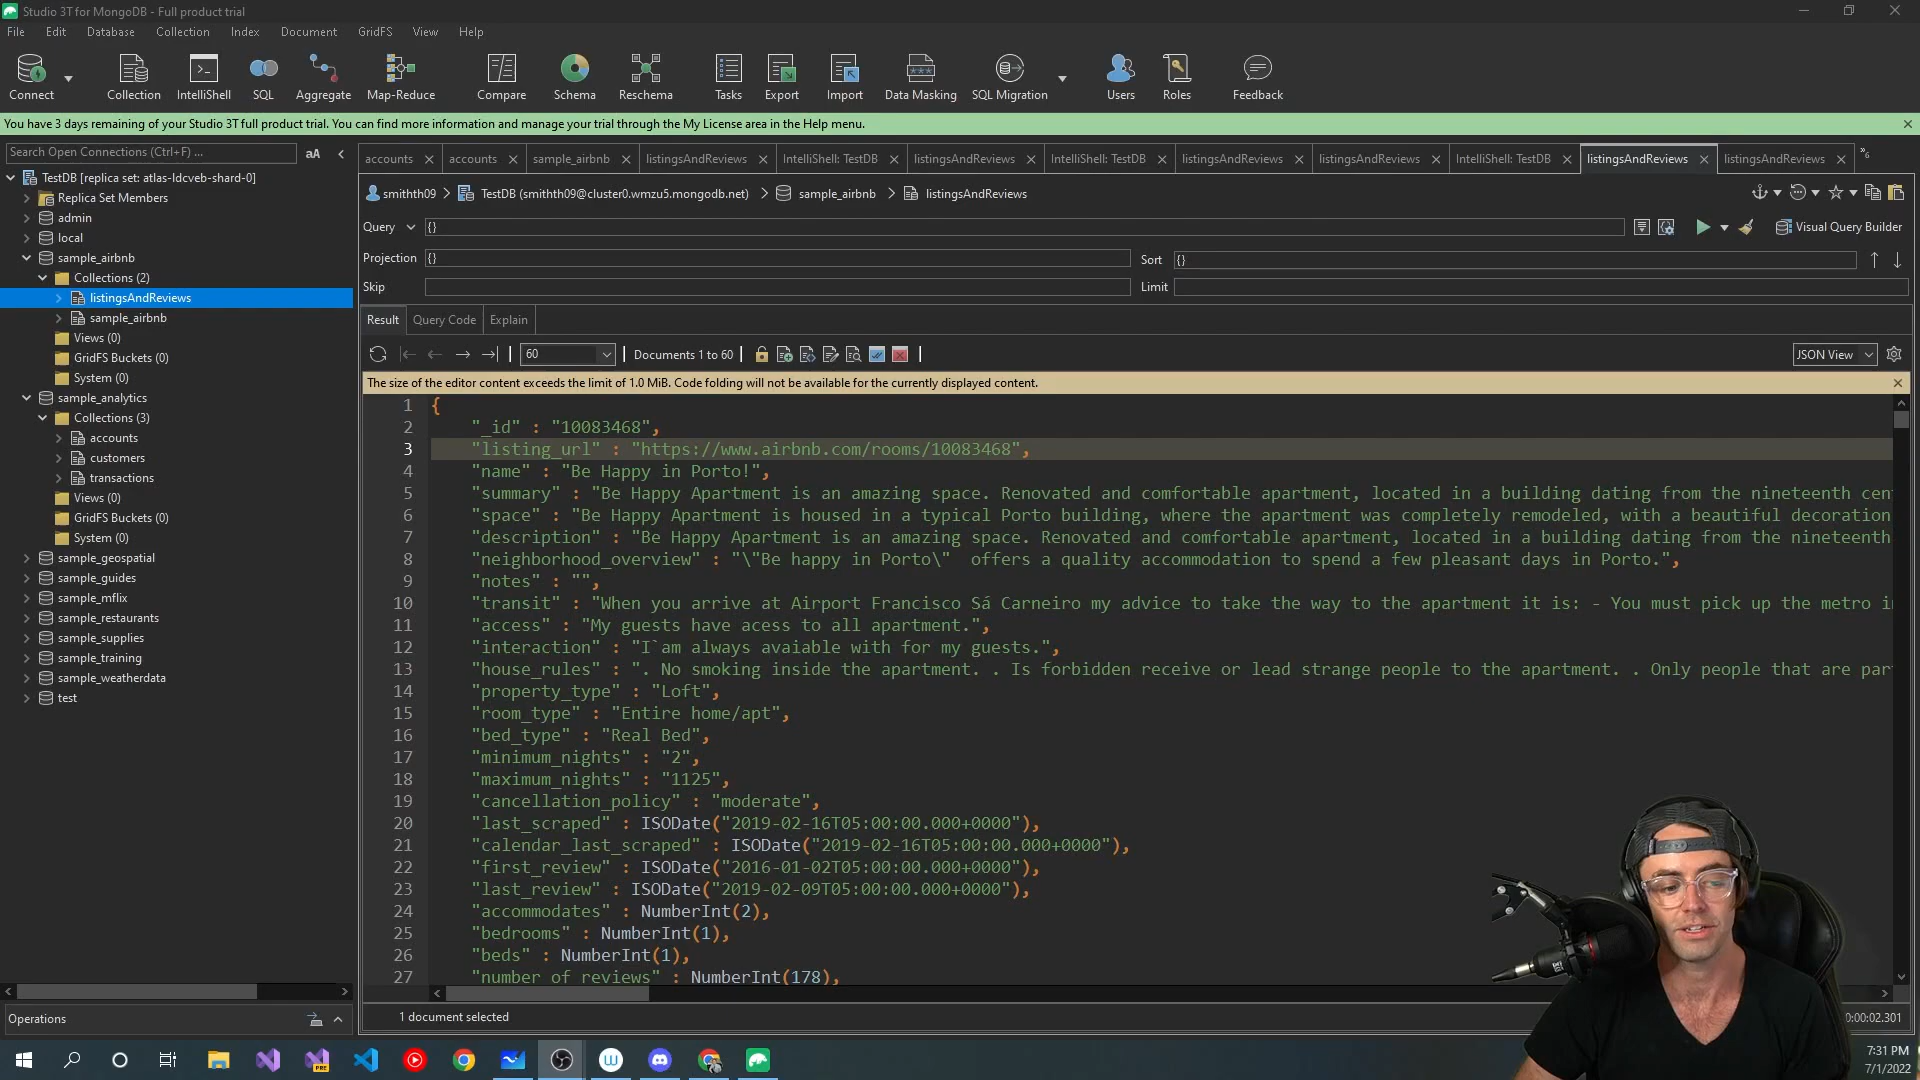 Studio 3T for MongoDB - Full product trial
File Edit Database Collection Index Document GridFS View Help
Connect Collection IntelliShell SQL Aggregate Map-Reduce Compare Schema Reschema Tasks Export Import Data Masking SQL Migration Users Roles Feedback
You have 3 days remaining of your Studio 3T full product trial. You can find more information and manage your trial through the My License area in the Help menu.
Search Open Connections (Ctrl+F) ... aA
accounts accounts sample_airbnb listingsAndReviews IntelliShell: TestDB listingsAndReviews IntelliShell: TestDB listingsAndReviews listingsAndReviews IntelliShell: TestDB listingsAndReviews listingsAndReviews
TestDB [replica set: atlas-ldcveb-shard-0]
Replica Set Members
admin
local
sample_airbnb
Collections (2)
listingsAndReviews
sample_airbnb
Views (0)
GridFS Buckets (0)
System (0)
sample_analytics
Collections (3)
accounts
customers
transactions
Views (0)
GridFS Buckets (0)
System (0)
sample_geospatial
sample_guides
sample_mflix
sample_restaurants
sample_supplies
sample_training
sample_weatherdata
test
Operations
smithth09 TestDB (smithth09@cluster0.wmzu5.mongodb.net) sample_airbnb listingsAndReviews
Query {} Visual Query Builder
Projection {} Sort {}
Skip Limit
Result Query Code Explain
60 Documents 1 to 60 JSON View
The size of the editor content exceeds the limit of 1.0 MiB. Code folding will not be available for the currently displayed content.
1 {
2 "_id" : "10083468",
3 "listing_url" : "https://www.airbnb.com/rooms/10083468",
4 "name" : "Be Happy in Porto!",
5 "summary" : "Be Happy Apartment is an amazing space. Renovated and comfortable apartment, located in a building dating from the nineteenth cen
6 "space" : "Be Happy Apartment is housed in a typical Porto building, where the apartment was completely remodeled, with a beautiful decoration
7 "description" : "Be Happy Apartment is an amazing space. Renovated and comfortable apartment, located in a building dating from the nineteenth
8 "neighborhood_overview" : "\"Be happy in Porto\"  offers a quality accommodation to spend a few pleasant days in Porto.",
9 "notes" : "",
10 "transit" : "When you arrive at Airport Francisco Sá Carneiro my advice to take the way to the apartment it is: - You must pick up the metro i
11 "access" : "My guests have acess to all apartment.",
12 "interaction" : "I`am always avaiable with for my guests.",
13 "house_rules" : ". No smoking inside the apartment. . Is forbidden receive or lead strange people to the apartment. . Only people that are par
14 "property_type" : "Loft",
15 "room_type" : "Entire home/apt",
16 "bed_type" : "Real Bed",
17 "minimum_nights" : "2",
18 "maximum_nights" : "1125",
19 "cancellation_policy" : "moderate",
20 "last_scraped" : ISODate("2019-02-16T05:00:00.000+0000"),
21 "calendar_last_scraped" : ISODate("2019-02-16T05:00:00.000+0000"),
22 "first_review" : ISODate("2016-01-02T05:00:00.000+0000"),
23 "last_review" : ISODate("2019-02-09T05:00:00.000+0000"),
24 "accommodates" : NumberInt(2),
25 "bedrooms" : NumberInt(1),
26 "beds" : NumberInt(1),
27 "number of reviews" : NumberInt(178),
1 document selected 0:00:02.301
7:31 PM
7/1/2022